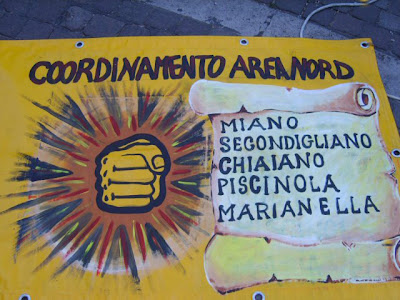 COORDINAMENTO AREA NORD
MIANO
SECONDIGLIANO
CHIAIANO
PISCINOLA
MARIANELLA